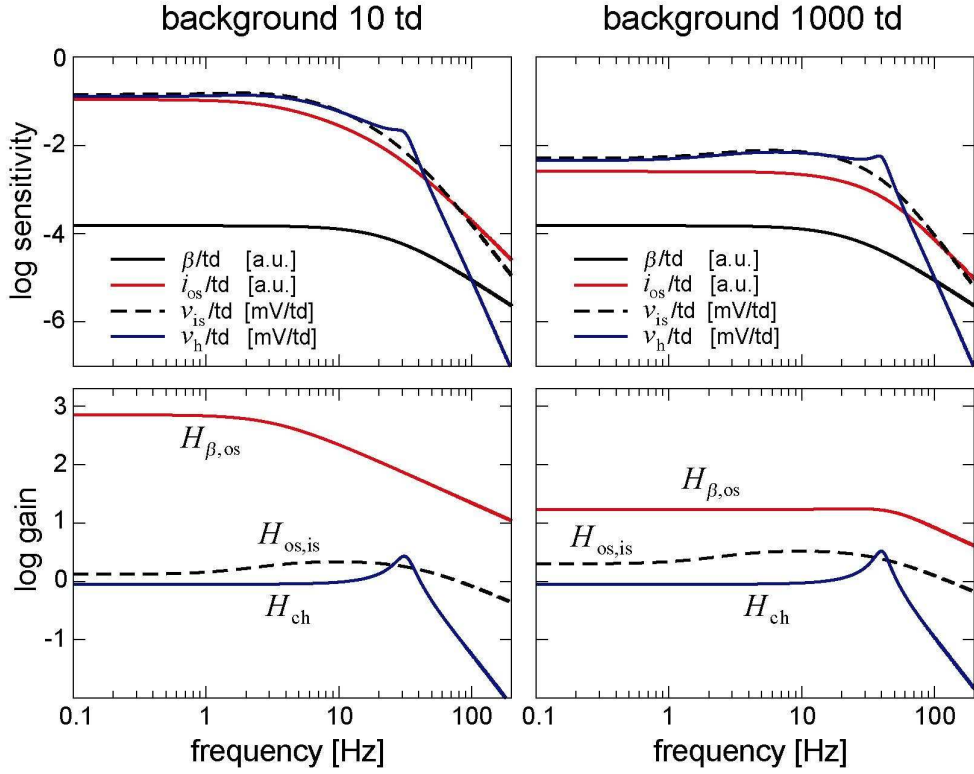 background 10 td
background 1000 td
log sensitivity
0
-2
-4
-6
β/td [a.u.]
i_os/td [a.u.]
v_is/td [mV/td]
v_h/td [mV/td]
β/td [a.u.]
i_os/td [a.u.]
v_is/td [mV/td]
v_h/td [mV/td]
log gain
3
2
1
0
-1
H_β,os
H_os,is
H_ch
H_β,os
H_os,is
H_ch
0.1 1 10 100
0.1 1 10 100
frequency [Hz]
frequency [Hz]